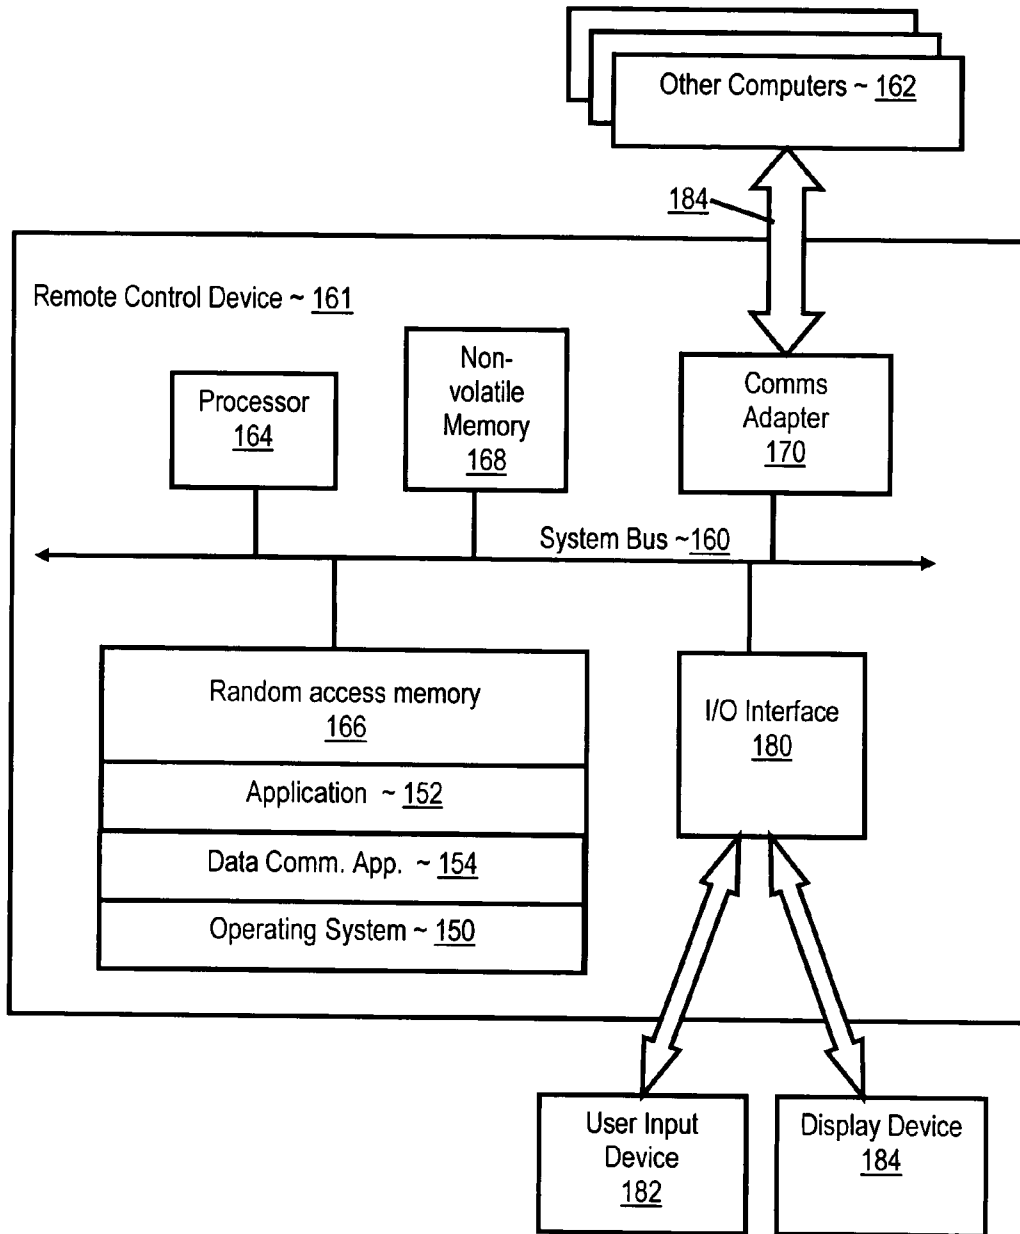 Other Computers ~ 162
184
Remote Control Device ~ 161
Processor
164
Non-
volatile
Memory
168
Comms
Adapter
170
System Bus ~160
Random access memory
166
Application ~ 152
Data Comm. App. ~ 154
Operating System ~ 150
I/O Interface
180
User Input
Device
182
Display Device
184